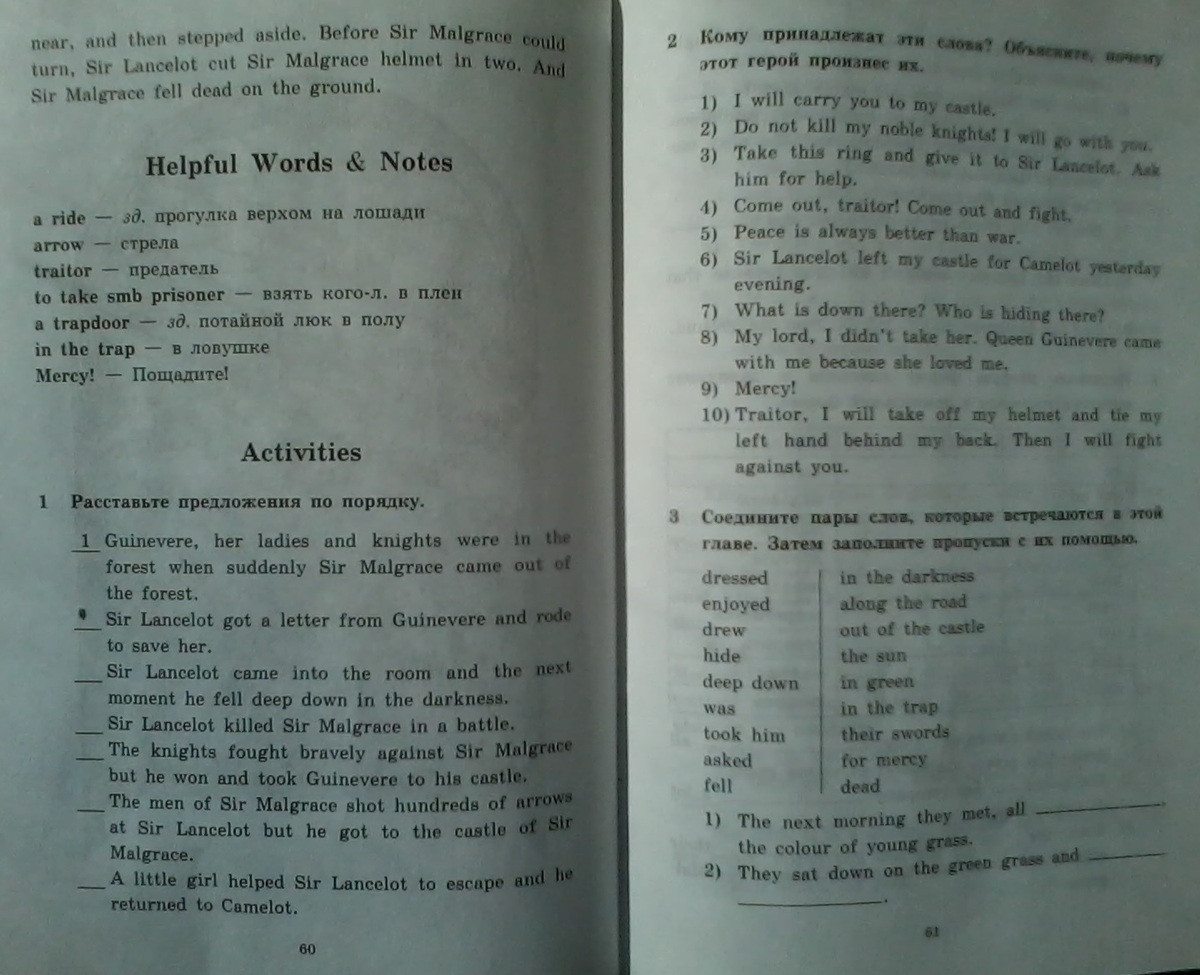 near, and then stepped aside. Before Sir Malgrace could
turn, Sir Lancelot cut Sir Malgrace helmet in two. And
Sir Malgrace fell dead on the ground.
Helpful Words & Notes
a ride — зд. прогулка верхом на лошади
arrow — стрела
traitor — предатель
to take smb prisoner — взять кого-л. в плен
a trapdoor — зд. потайной люк в полу
in the trap — в ловушке
Mercy! — Пощадите!
Activities
1 Расставьте предложения по порядку.
1 Guinevere, her ladies and knights were in the
forest when suddenly Sir Malgrace came out of
the forest.
Sir Lancelot got a letter from Guinevere and rode
to save her.
Sir Lancelot came into the room and the next
moment he fell deep down in the darkness.
Sir Lancelot killed Sir Malgrace in a battle.
The knights fought bravely against Sir Malgrace
but he won and took Guinevere to his castle.
The men of Sir Malgrace shot hundreds of arrows
at Sir Lancelot but he got to the castle of Sir
Malgrace.
A little girl helped Sir Lancelot to escape and he
returned to Camelot.
60
2 Кому принадлежат эти слова? Объясните, почему
этот герой произнес их.
1) I will carry you to my castle.
2) Do not kill my noble knights! I will go with you.
3) Take this ring and give it to Sir Lancelot. Ask
him for help.
4) Come out, traitor! Come out and fight.
5) Peace is always better than war.
6) Sir Lancelot left my castle for Camelot yesterday
evening.
7) What is down there? Who is hiding there?
8) My lord, I didn't take her. Queen Guinevere came
with me because she loved me.
9) Mercy!
10) Traitor, I will take off my helmet and tie my
left hand behind my back. Then I will fight
against you.
3 Соедините пары слов, которые встречаются в этой
главе. Затем заполните пропуски с их помощью.
dressed in the darkness
enjoyed along the road
drew out of the castle
hide the sun
deep down in green
was in the trap
took him their swords
asked for mercy
fell dead
1) The next morning they met, all ____.
the colour of young grass.
2) They sat down on the green grass and ____
____.
61